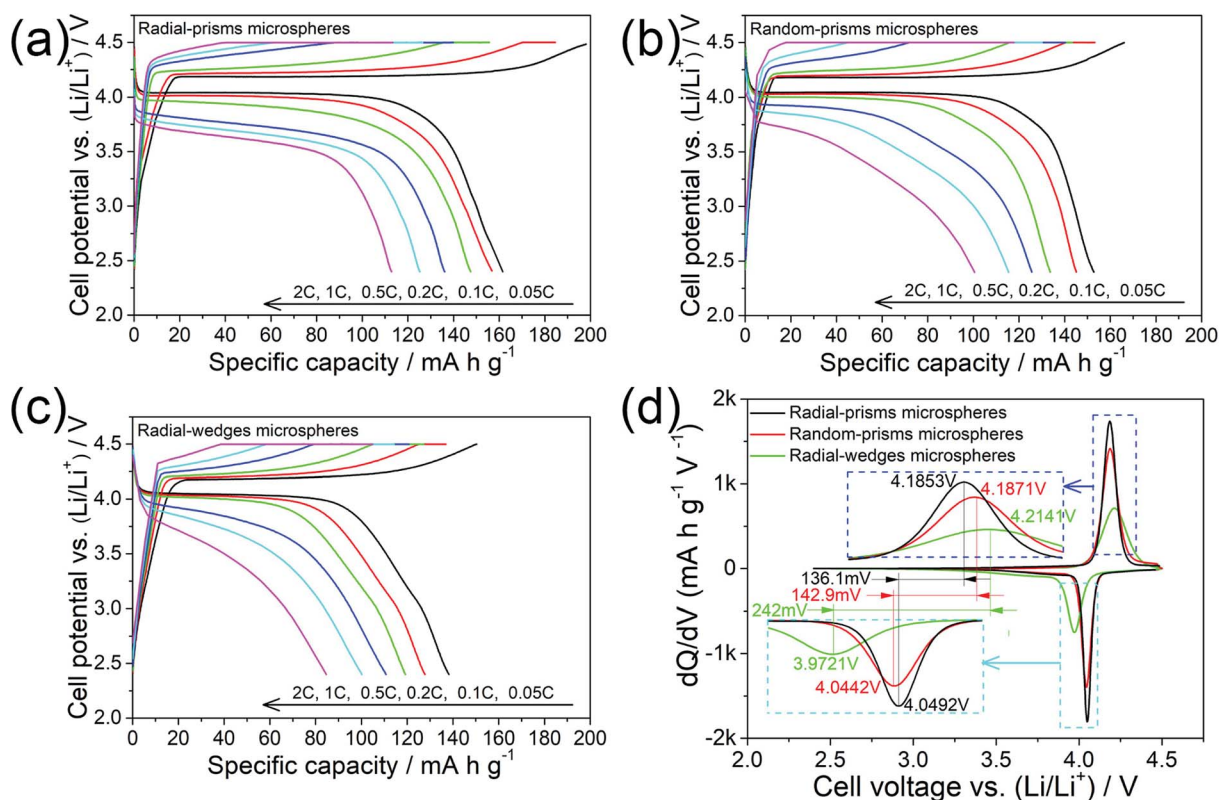 (a)
Radial-prisms microspheres
Cell potential vs. (Li/Li⁺) / V
4.5
4.0
3.5
3.0
2.5
2.0
2C, 1C, 0.5C, 0.2C, 0.1C, 0.05C
0 20 40 60 80 100 120 140 160 180 200
Specific capacity / mA h g⁻¹
(b)
Random-prisms microspheres
Cell potential vs. (Li/Li⁺) / V
4.5
4.0
3.5
3.0
2.5
2.0
2C, 1C, 0.5C, 0.2C, 0.1C, 0.05C
0 20 40 60 80 100 120 140 160 180 200
Specific capacity / mA h g⁻¹
(c)
Radial-wedges microspheres
Cell potential vs. (Li/Li⁺) / V
4.5
4.0
3.5
3.0
2.5
2.0
2C, 1C, 0.5C, 0.2C, 0.1C, 0.05C
0 20 40 60 80 100 120 140 160 180 200
Specific capacity / mA h g⁻¹
(d)
Radial-prisms microspheres
Random-prisms microspheres
Radial-wedges microspheres
dQ/dV (mA h g⁻¹ V⁻¹)
2k
1k
0
-1k
-2k
4.1853V
4.1871V
4.2141V
136.1mV
142.9mV
242mV
3.9721V
4.0442V
4.0492V
2.0 2.5 3.0 3.5 4.0 4.5
Cell voltage vs. (Li/Li⁺) / V